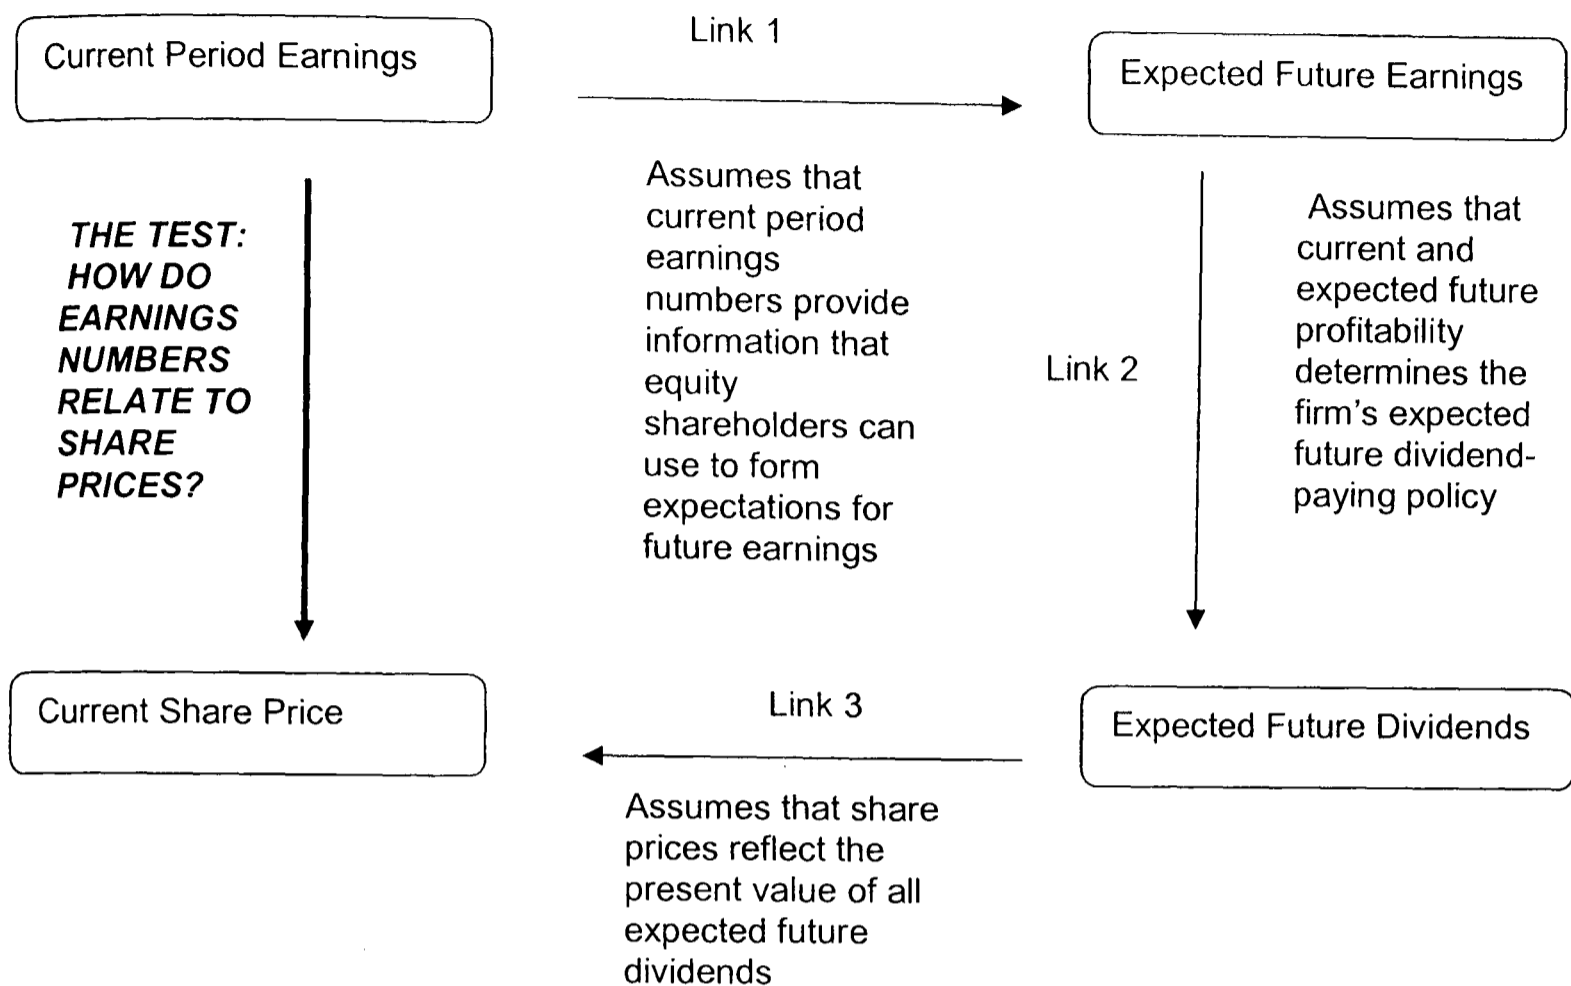 Current Period Earnings
Link 1
Expected Future Earnings
THE TEST:
HOW DO
EARNINGS
NUMBERS
RELATE TO
SHARE
PRICES?
Assumes that
current period
earnings
numbers provide
information that
equity
shareholders can
use to form
expectations for
future earnings
Link 2
Assumes that
current and
expected future
profitability
determines the
firm's expected
future dividend-
paying policy
Current Share Price
Link 3
Expected Future Dividends
Assumes that share
prices reflect the
present value of all
expected future
dividends